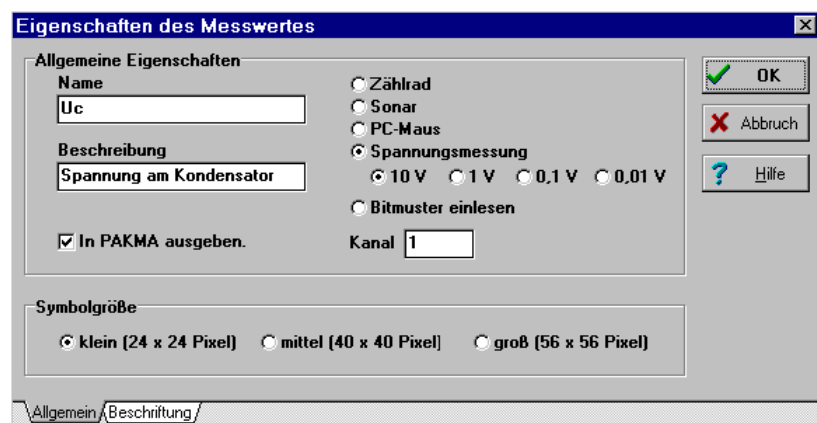 Eigenschaften des Messwertes
Allgemeine Eigenschaften
Name
Uc
Beschreibung
Spannung am Kondensator
In PAKMA ausgeben.
Zählrad
Sonar
PC-Maus
Spannungsmessung
10 V 1 V 0,1 V 0,01 V
Bitmuster einlesen
Kanal 1
OK
Abbruch
Hilfe
Symbolgröße
klein (24 x 24 Pixel) mittel (40 x 40 Pixel) groß (56 x 56 Pixel)
Allgemein Beschriftung